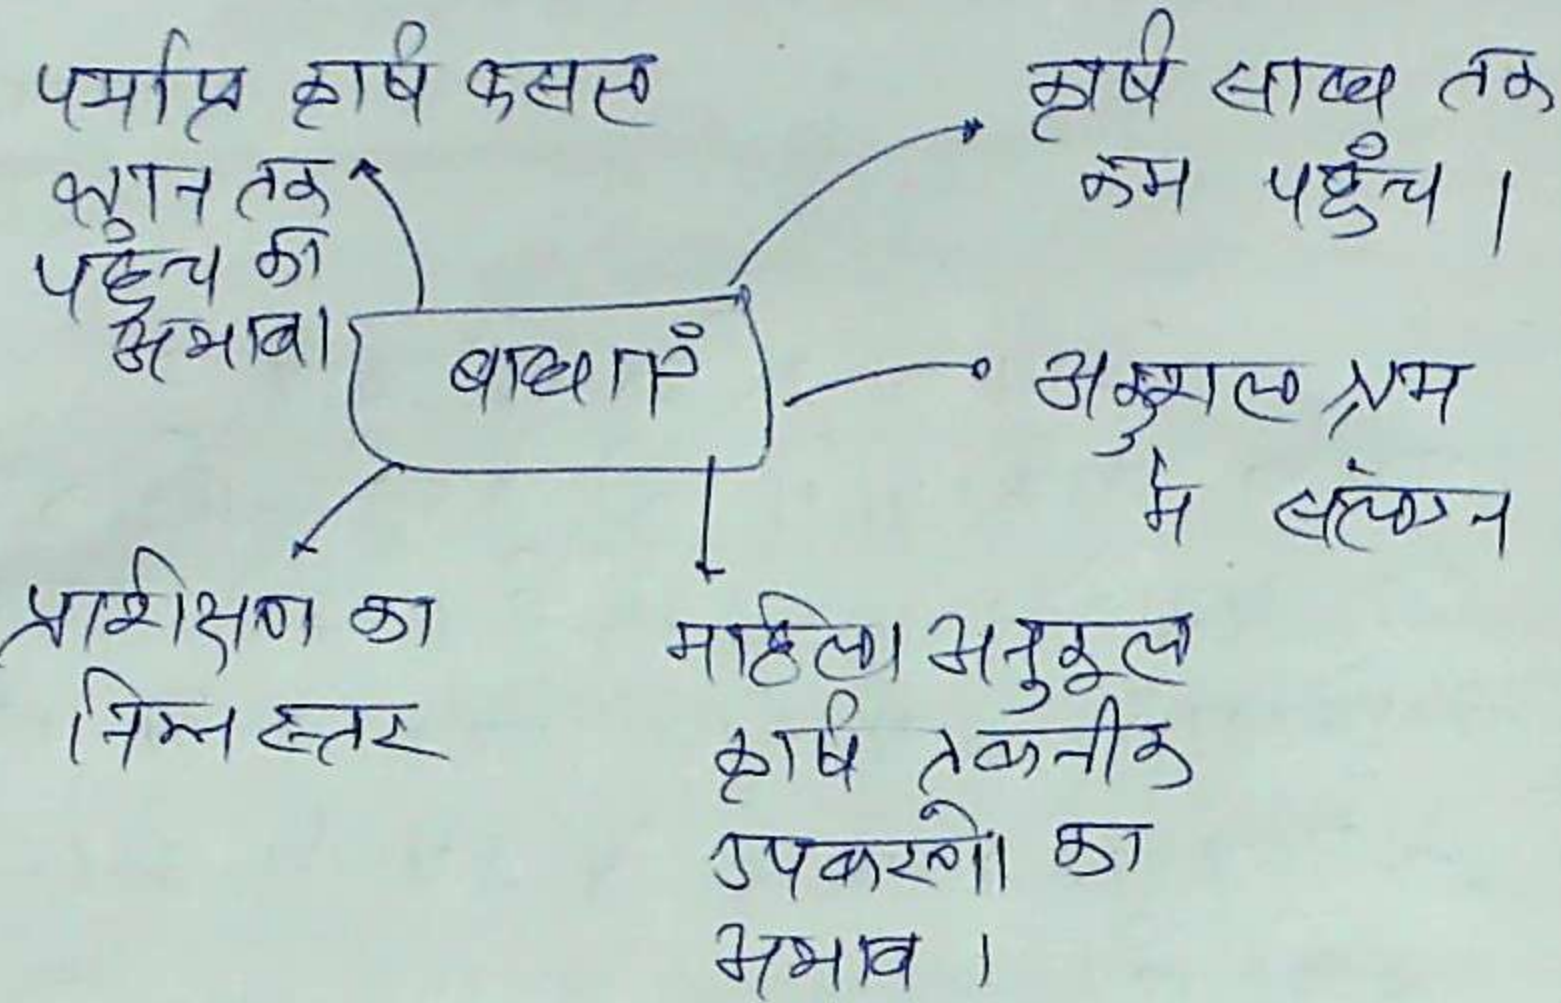 पर्याप्त कृषि फसल
ज्ञान तक
पहुंच की
अभाव।
कृषि साख तक
कम पहुँच।
बाधाएं
अकुशल श्रम
मे संलग्न
प्रशिक्षण का
निम्न स्तर
महिला अनुकूल
कृषि तकनीक
उपकरणो का
अभाव।